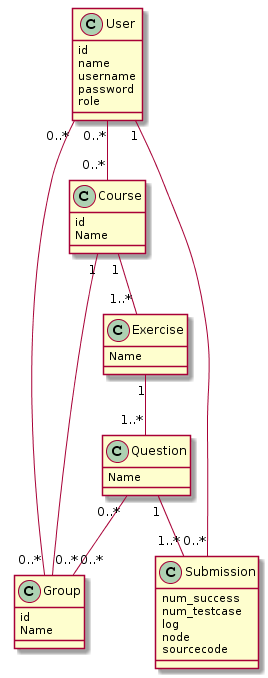 C User
id
name
username
password
role
0..* 0..* 1
0..*
C Course
id
Name
1 1
1..*
C Exercise
Name
1
1..*
C Question
Name
0..* 1
1..* 0..*
0..* 0..* 0..*
C Group
id
Name
C Submission
num_success
num_testcase
log
node
sourcecode